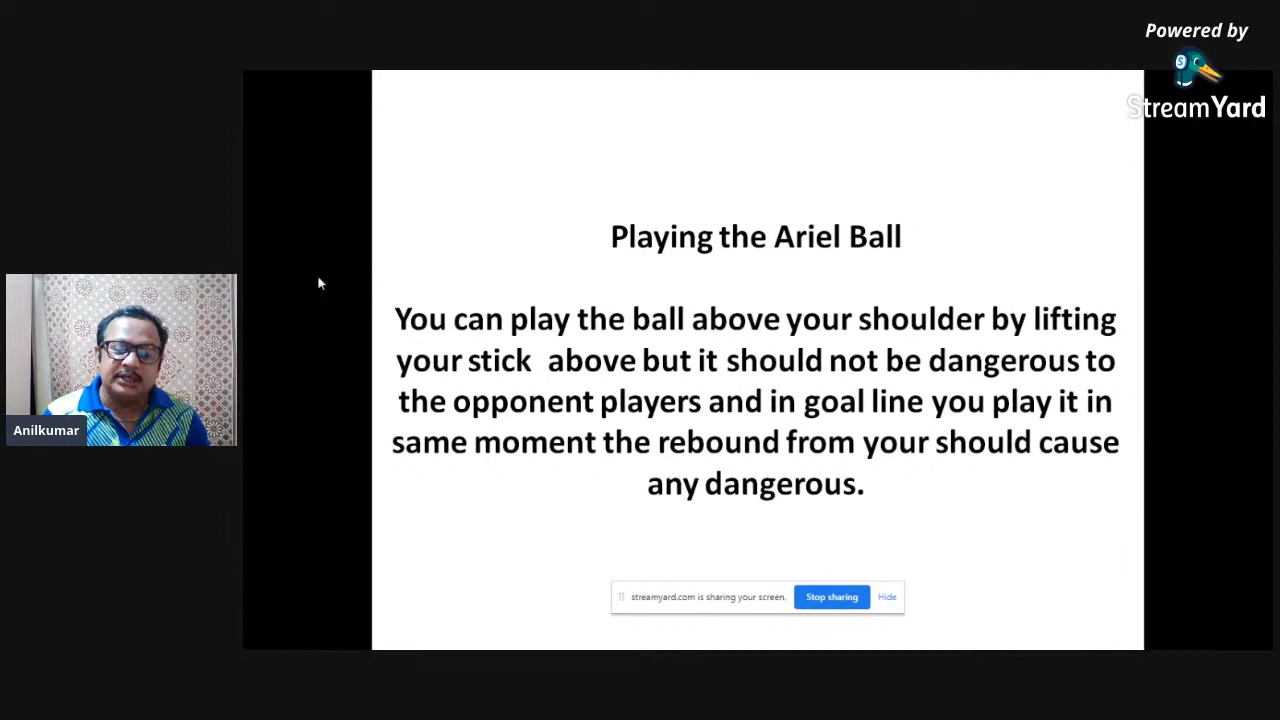 Powered by
StreamYard
Playing the Ariel Ball
You can play the ball above your shoulder by lifting
your stick above but it should not be dangerous to
the opponent players and in goal line you play it in
same moment the rebound from your should cause
any dangerous.
Anilkumar
streamyard.com is sharing your screen. Stop sharing Hide